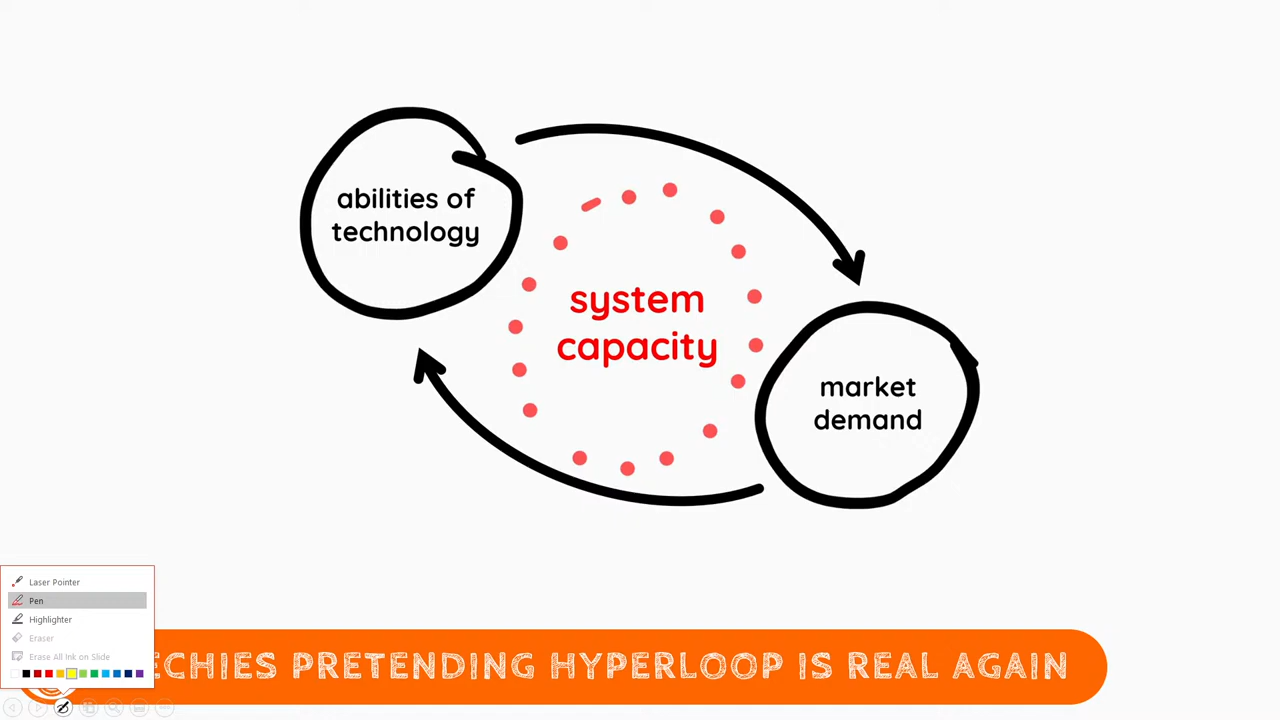 abilities of
technology
system
capacity
market
demand
Laser Pointer
Pen
Highlighter
Eraser
Erase All Ink on Slide
ECHIES PRETENDING HYPERLOOP IS REAL AGAIN